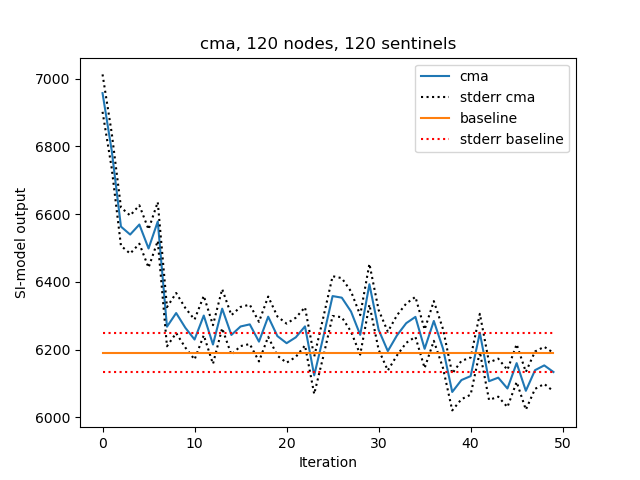 cma, 120 nodes, 120 sentinels
7000
6800
6600
6400
6200
6000
SI-model output
cma
stderr cma
baseline
stderr baseline
0 10 20 30 40 50
Iteration